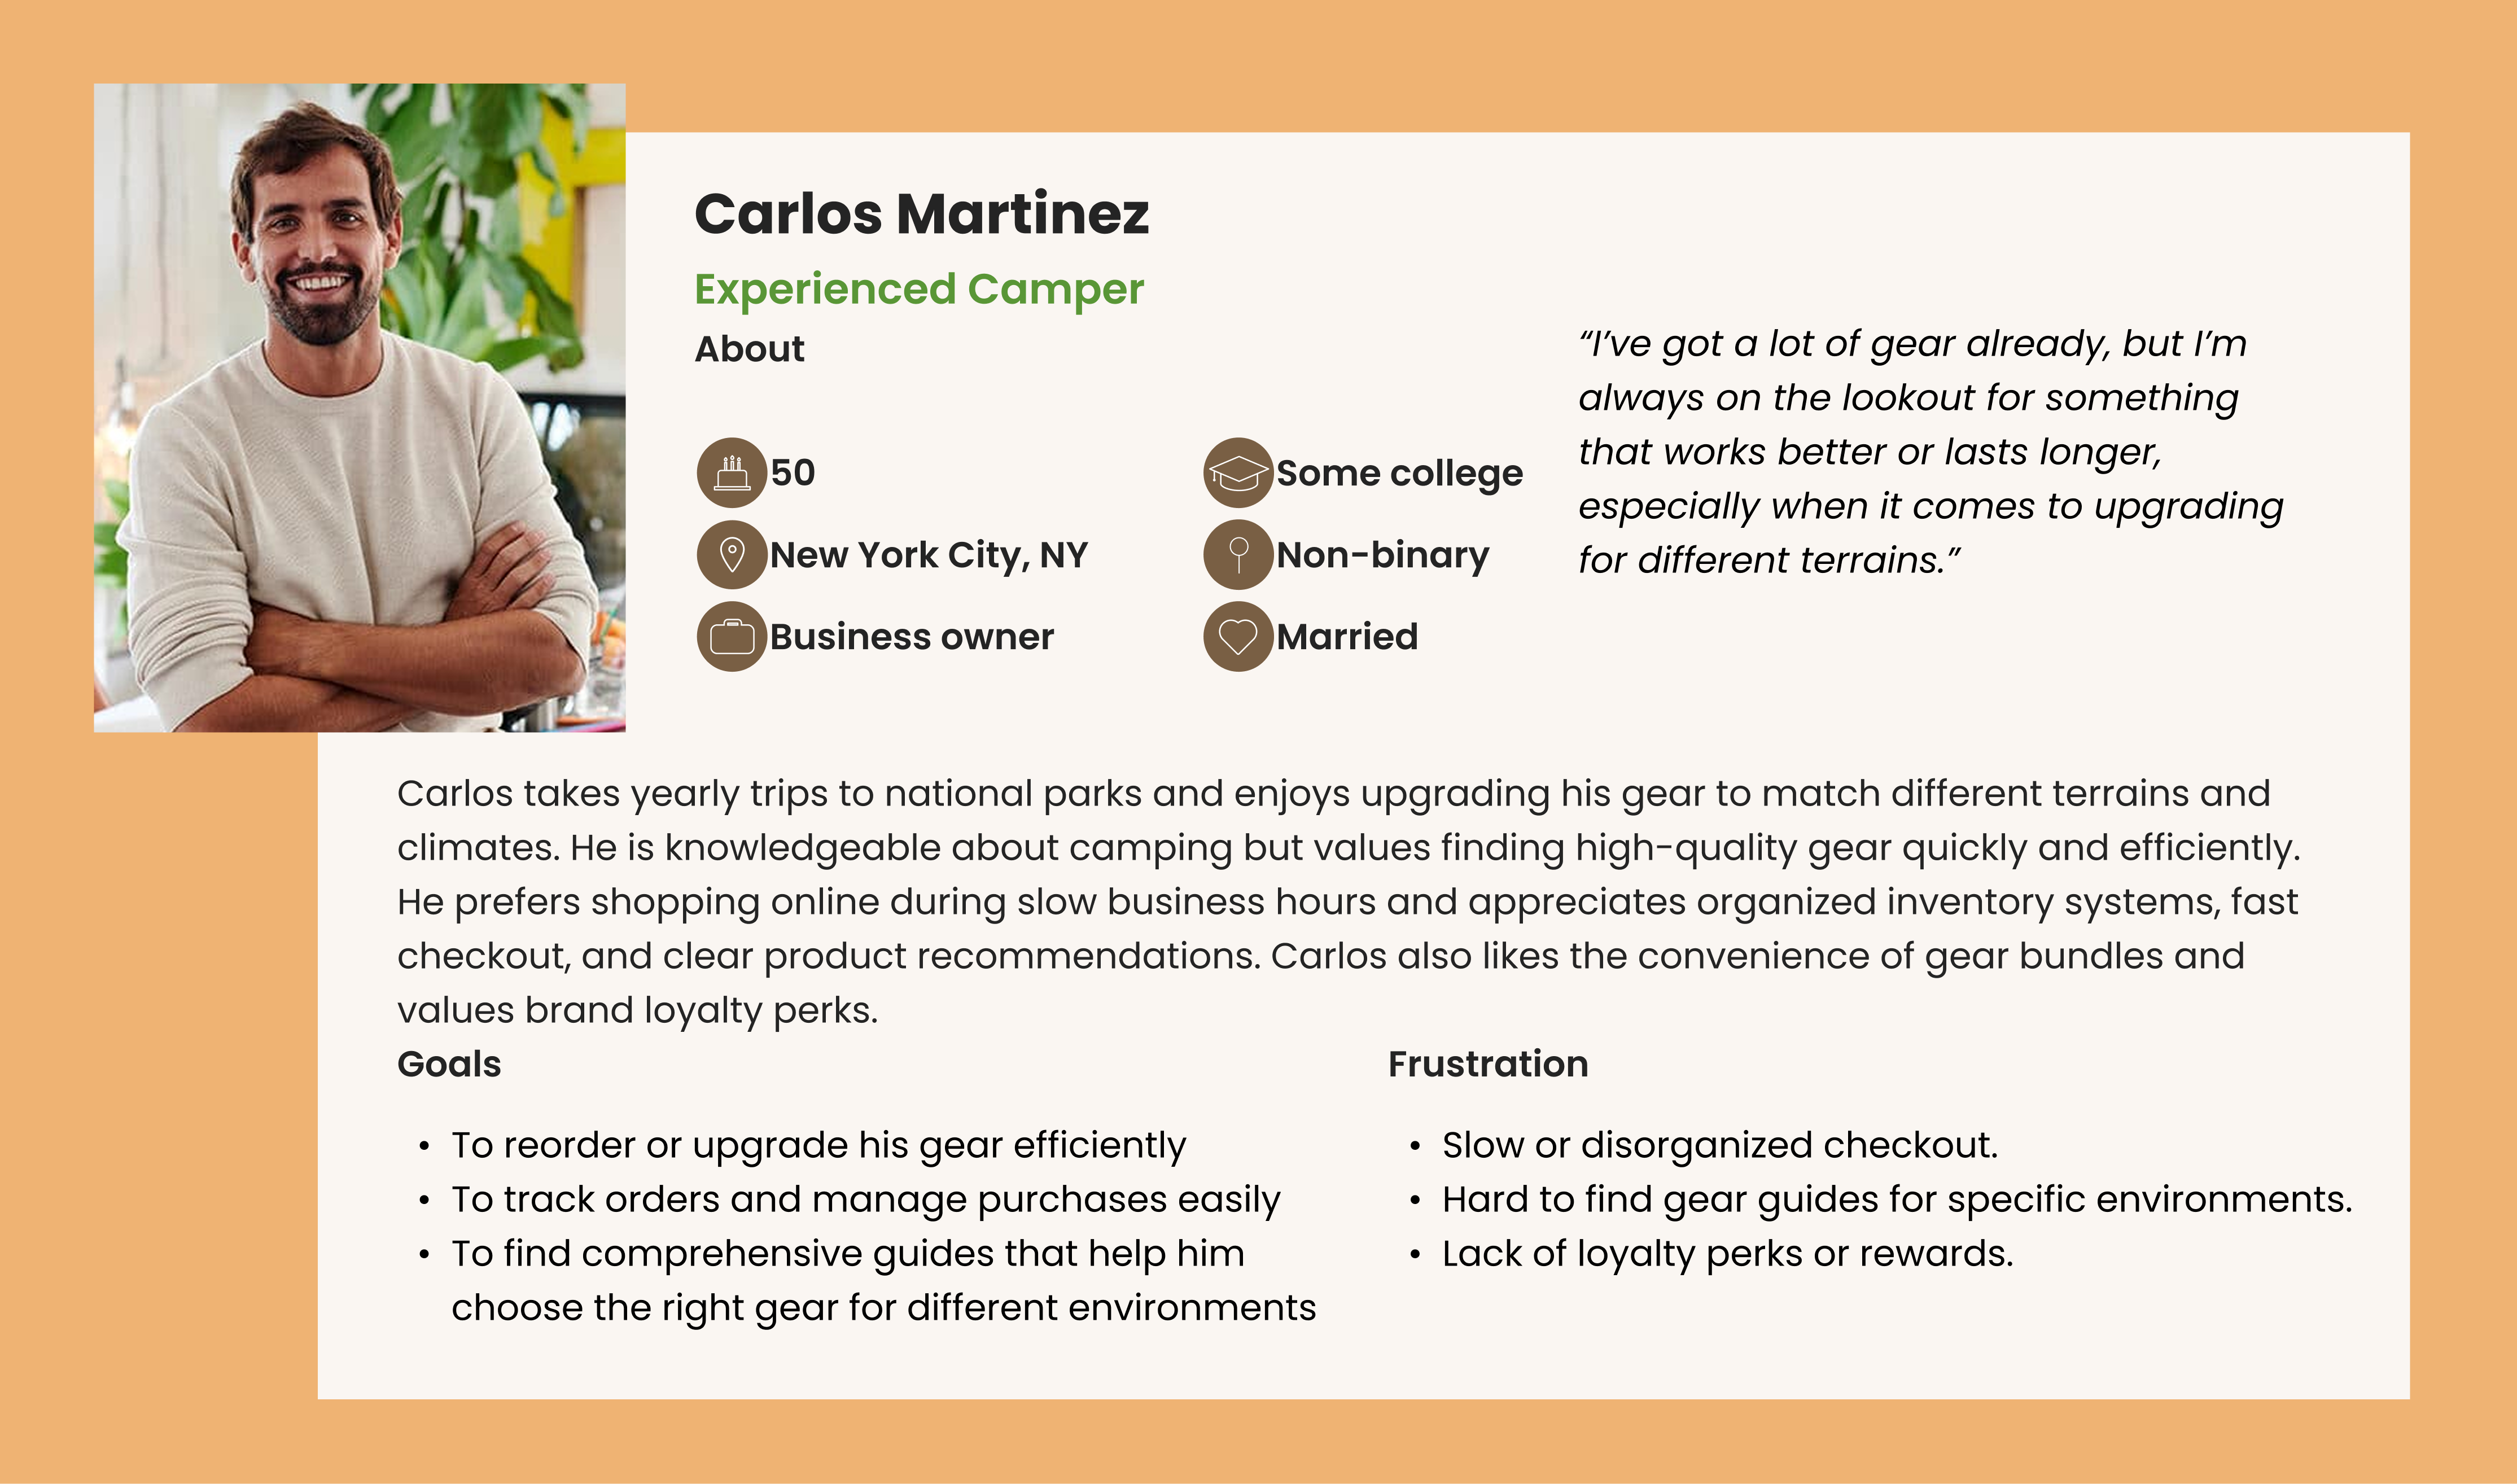 Carlos Martinez
Experienced Camper
About
50
New York City, NY
Business owner
Some college
Non-binary
Married
“I’ve got a lot of gear already, but I’m
always on the lookout for something
that works better or lasts longer,
especially when it comes to upgrading
for different terrains.”
Carlos takes yearly trips to national parks and enjoys upgrading his gear to match different terrains and
climates. He is knowledgeable about camping but values finding high-quality gear quickly and efficiently.
He prefers shopping online during slow business hours and appreciates organized inventory systems, fast
checkout, and clear product recommendations. Carlos also likes the convenience of gear bundles and
values brand loyalty perks.
Goals
• To reorder or upgrade his gear efficiently
• To track orders and manage purchases easily
• To find comprehensive guides that help him
choose the right gear for different environments
Frustration
• Slow or disorganized checkout.
• Hard to find gear guides for specific environments.
• Lack of loyalty perks or rewards.